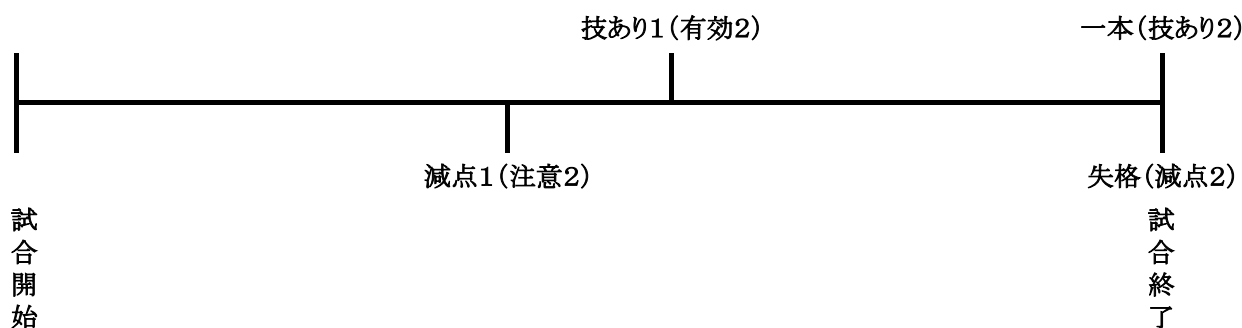 技あり1(有効2)
一本(技あり2)
減点1(注意2)
失格(減点2)
試合開始
試合終了